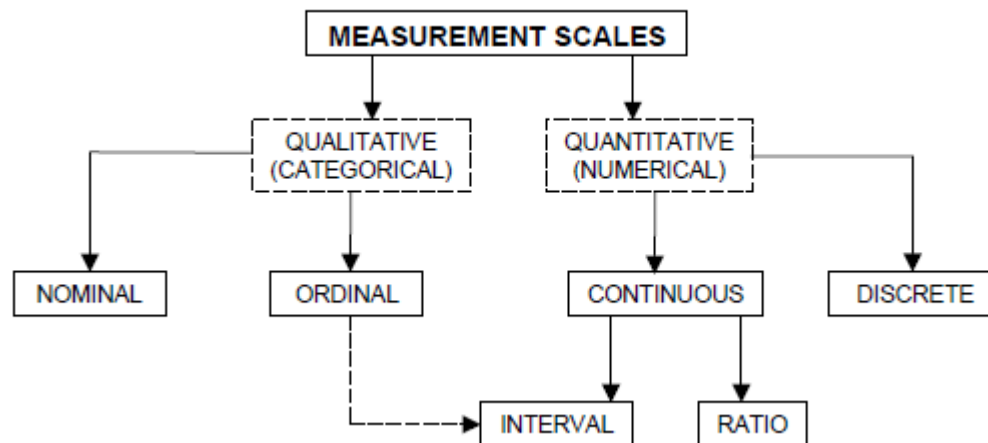 MEASUREMENT SCALES
QUALITATIVE
(CATEGORICAL)
QUANTITATIVE
(NUMERICAL)
NOMINAL
ORDINAL
CONTINUOUS
DISCRETE
INTERVAL
RATIO